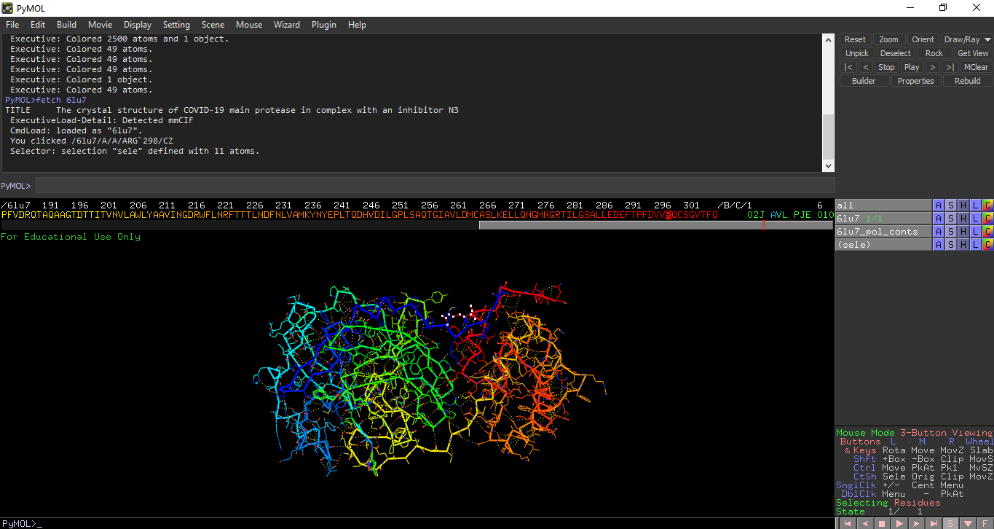 PyMOL
File Edit Build Movie Display Setting Scene Mouse Wizard Plugin Help
Executive: Colored 2500 atoms and 1 object.
Executive: Colored 49 atoms.
Executive: Colored 49 atoms.
Executive: Colored 49 atoms.
Executive: Colored 1 object.
Executive: Colored 49 atoms.
PyMOL>fetch 6lu7
TITLE     The crystal structure of COVID-19 main protease in complex with an inhibitor N3
ExecutiveLoad-Detail: Detected mmCIF
CmdLoad: loaded as "6lu7".
You clicked /6lu7/A/A/ARG`298/CZ
Selector: selection "sele" defined with 11 atoms.
PyMOL>
Reset Zoom Orient Draw/Ray
Unpick Deselect Rock Get View
|< < Stop Play > >| MClear
Builder Properties Rebuild
/6lu7 191 196 201 206 211 216 221 226 231 236 241 246 251 256 261 266 271 276 281 286 291 296 301 /B/C/1 6
PFVDRQTAQAAGTDTTITVNVLAWLYAAVINGDRWFLNRFTTTLNDFNLVAMKYNYEPLTQDHVDILGPLSAQTGIAVLDMCASLKELLQNGMNGRTILGSALLEDEFTPFDVVRQCSGVTFQ 02J AVL PJE 010
For Educational Use Only
all A S H L C
6lu7 1/1 A S H L C
6lu7_pol_conts A S H L C
(sele) A S H L C
Mouse Mode 3-Button Viewing
Buttons L M R Wheel
& Keys Rota Move MovZ Slab
Shft +Box -Box Clip MovS
Ctrl Move PkAt Pk1 MvSZ
CtSh Sele Orig Clip MovZ
SnglClk +/- Cent Menu
DblClk Menu - PkAt
Selecting Residues
State 1/ 1
S F
PyMOL>_